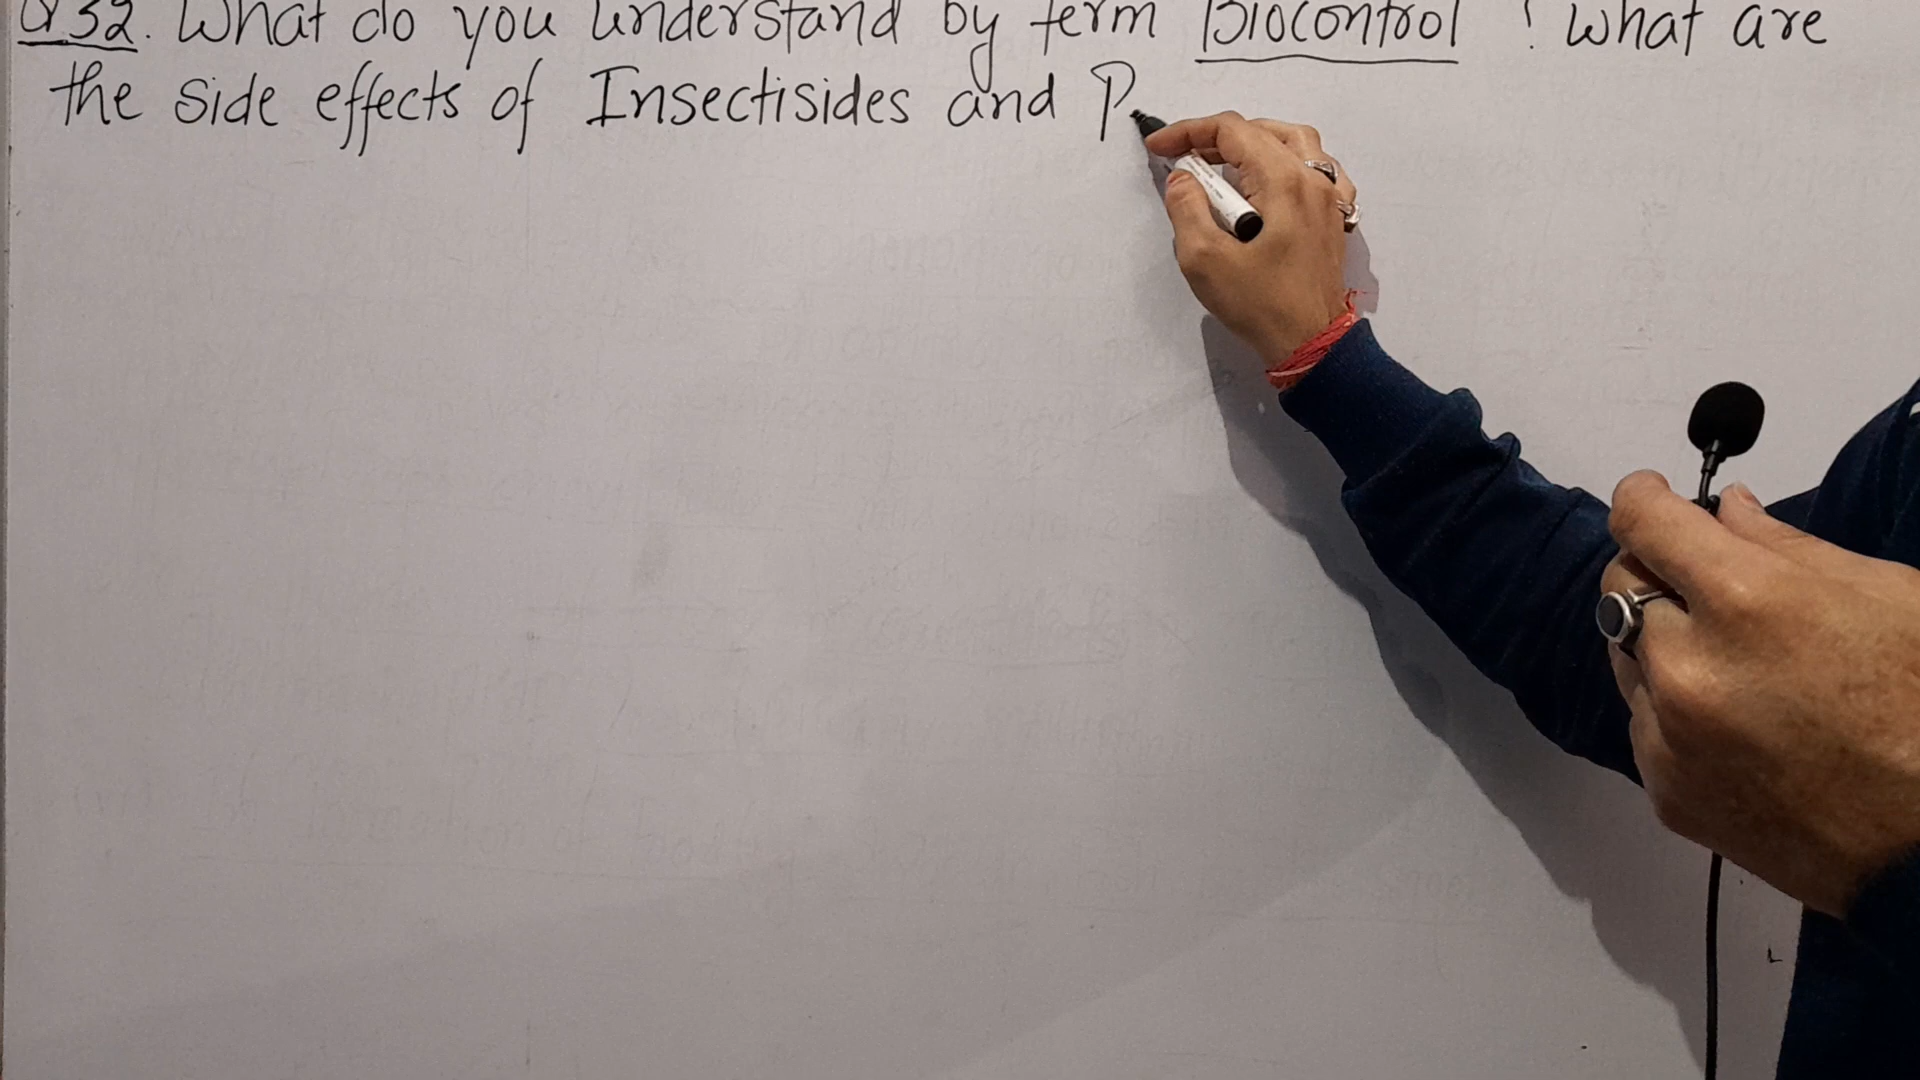 Q32. What do you understand by term Biocontrol ? What are
the side effects of Insectisides and P